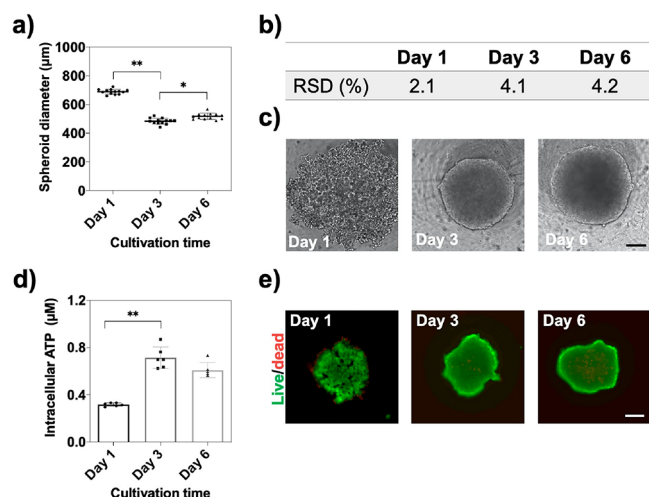 a)
Spheroid diameter (μm)
1000
800
600
400
200
0
**
*
Day 1
Day 3
Day 6
Cultivation time
b)
Day 1 Day 3 Day 6
RSD (%) 2.1 4.1 4.2
c)
Day 1
Day 3
Day 6
d)
Intracellular ATP (μM)
1.2
0.8
0.4
0.0
**
Day 1
Day 3
Day 6
Cultivation time
e)
Live/dead
Day 1
Day 3
Day 6